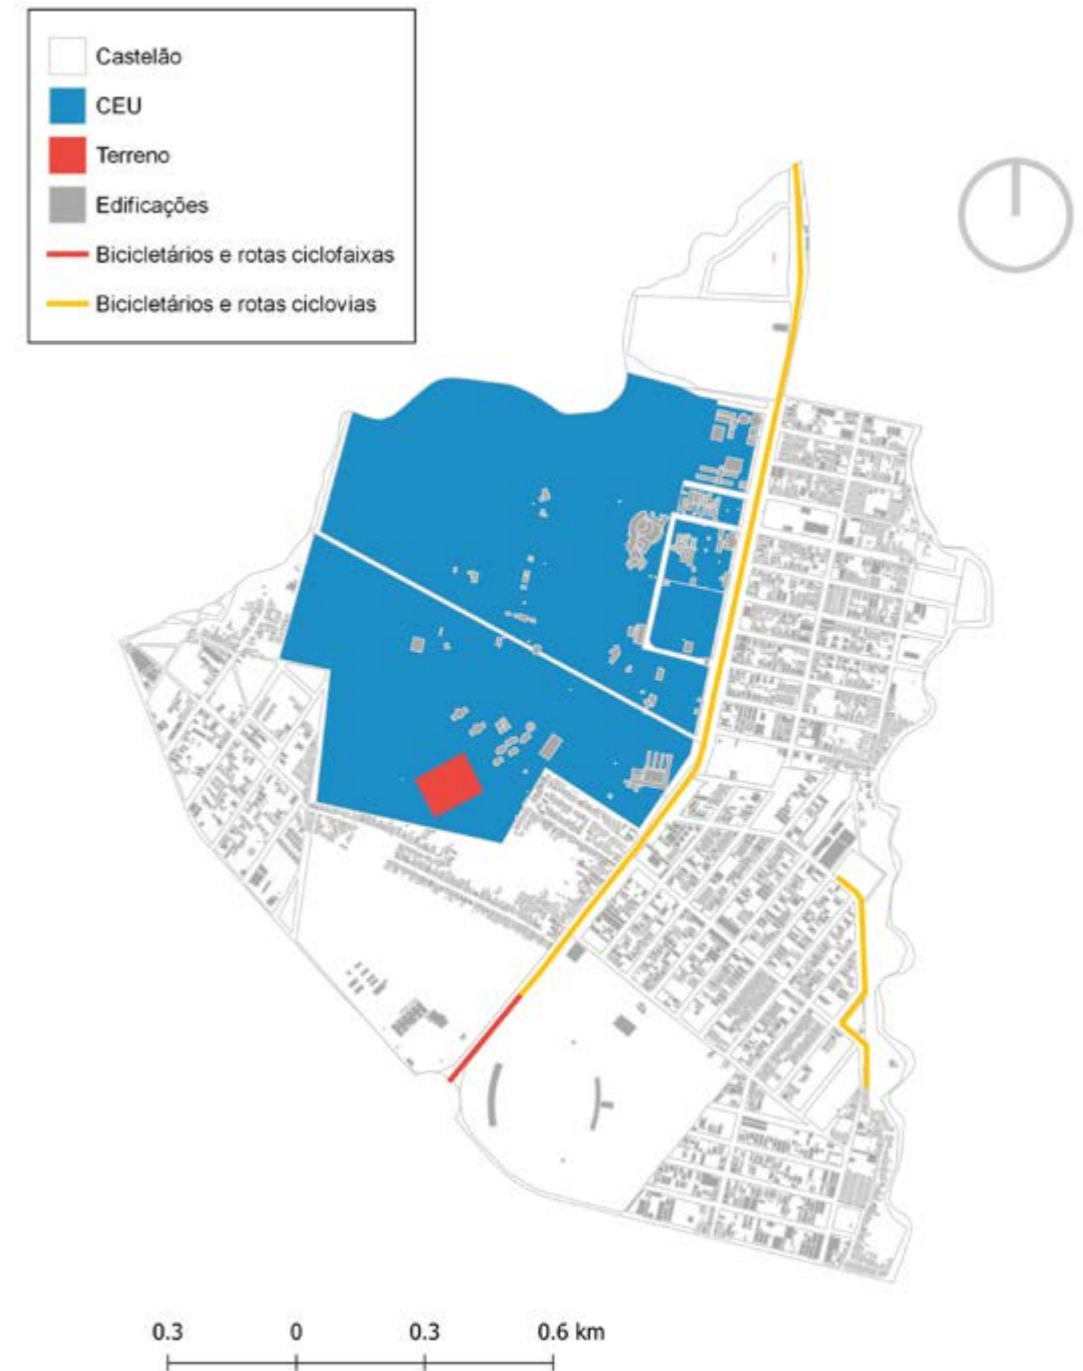 Castelão
CEU
Terreno
Edificações
Bicicletários e rotas ciclofaixas
Bicicletários e rotas ciclovias
0.3 0 0.3 0.6 km